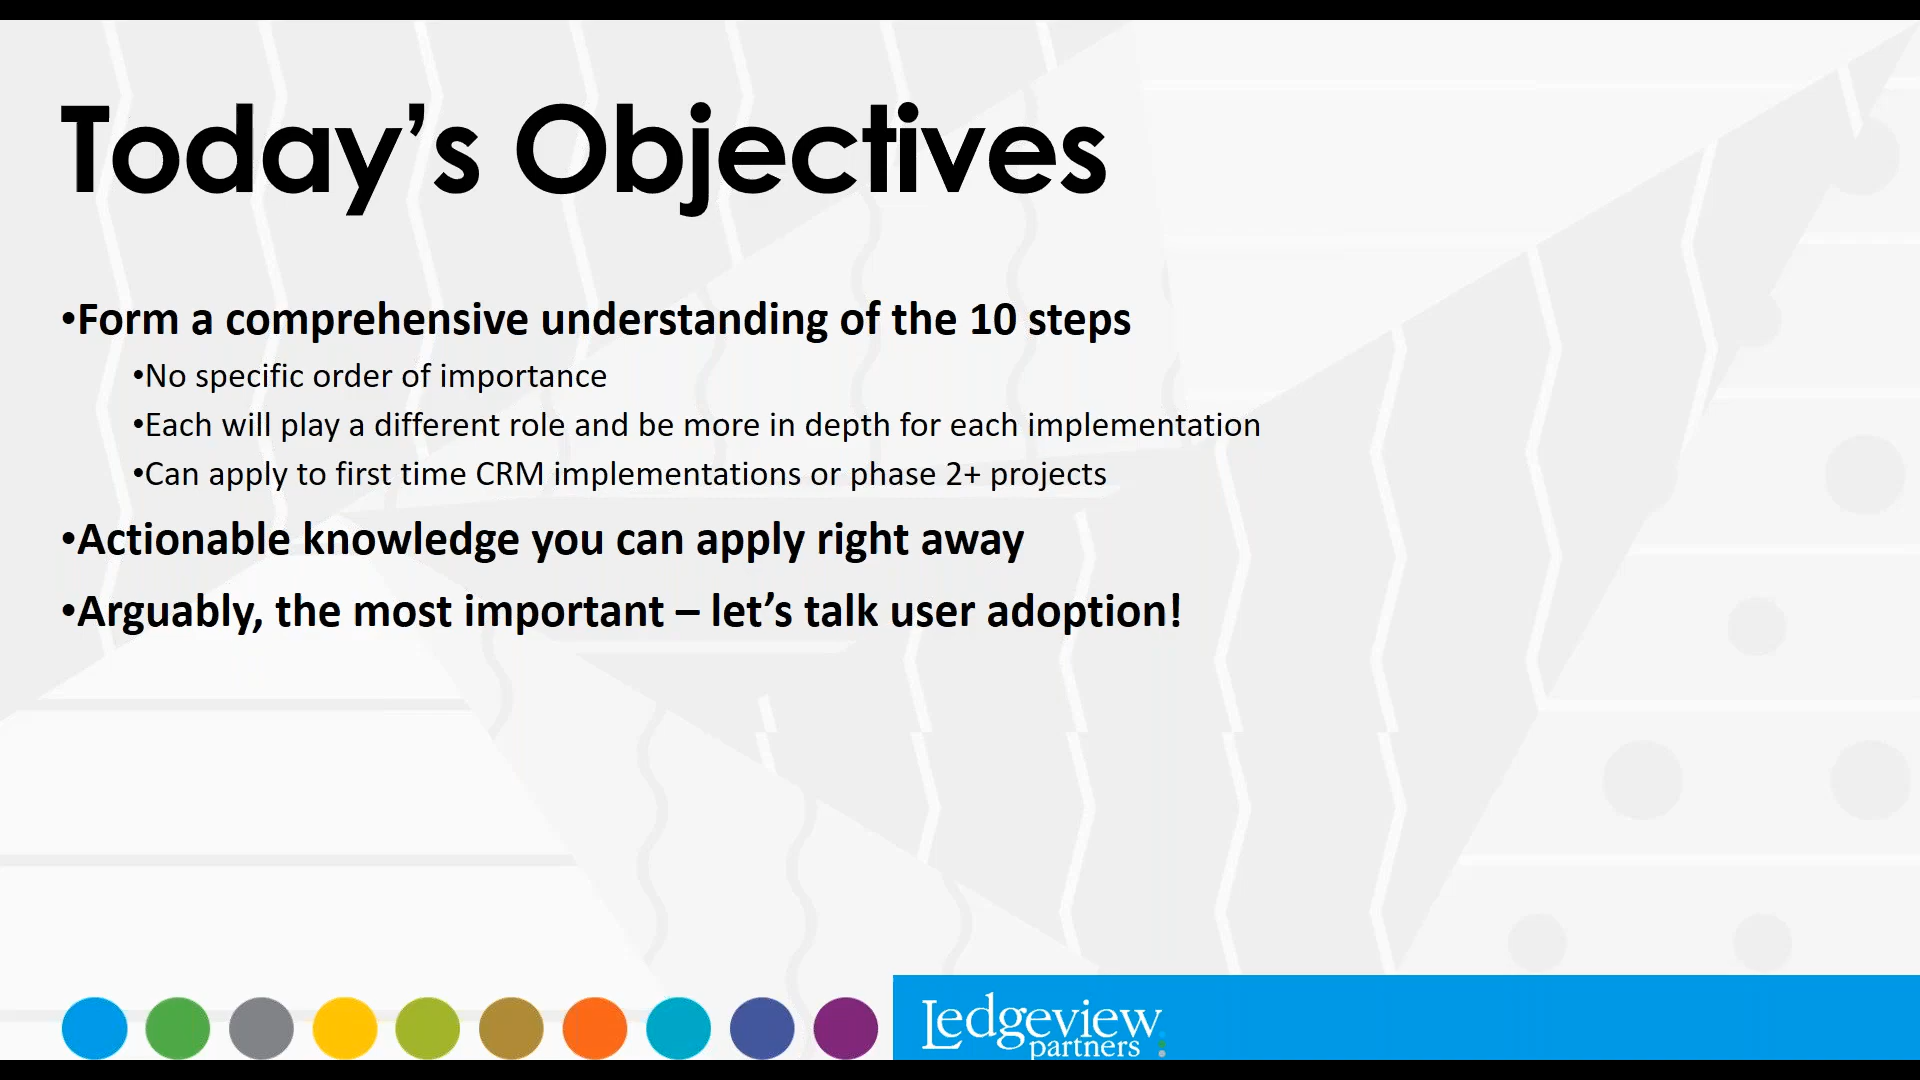 Today’s Objectives
•Form a comprehensive understanding of the 10 steps
•No specific order of importance
•Each will play a different role and be more in depth for each implementation
•Can apply to first time CRM implementations or phase 2+ projects
•Actionable knowledge you can apply right away
•Arguably, the most important – let’s talk user adoption!
Ledgeview
partners